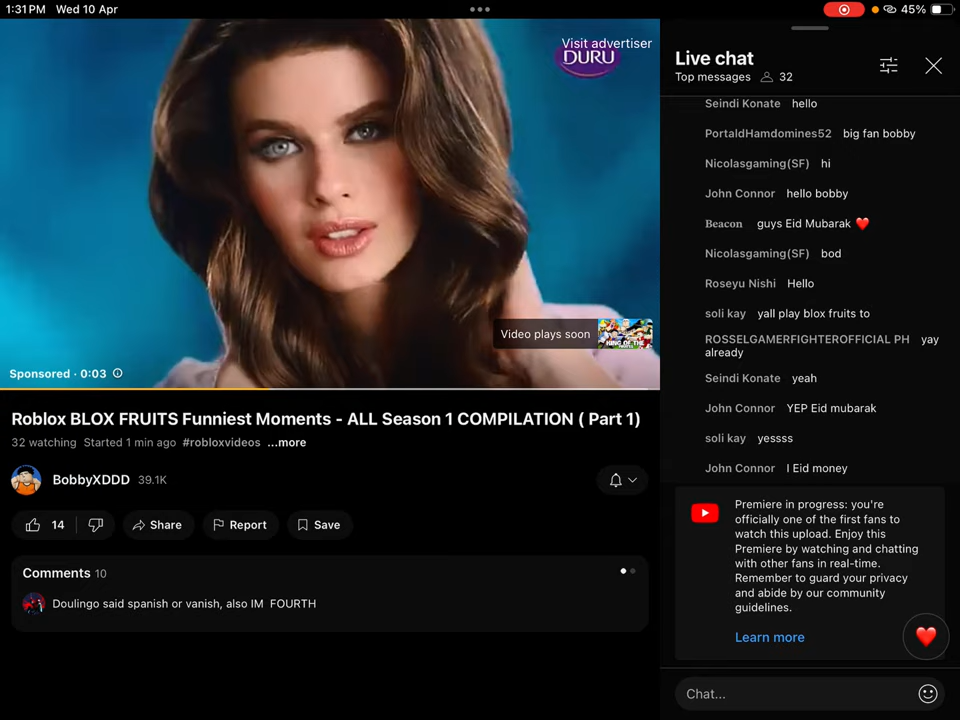 1:31 PM Wed 10 Apr
45%
Visit advertiser
DURU
Video plays soon
KING OF THE
Sponsored · 0:03
Roblox BLOX FRUITS Funniest Moments - ALL Season 1 COMPILATION ( Part 1)
32 watching Started 1 min ago #robloxvideos ...more
BobbyXDDD 39.1K
14
Share
Report
Save
Comments 10
Doulingo said spanish or vanish, also IM FOURTH
Live chat
Top messages 32
Seindi Konate hello
PortaldHamdomines52 big fan bobby
Nicolasgaming(SF) hi
John Connor hello bobby
Beacon guys Eid Mubarak ❤️
Nicolasgaming(SF) bod
Roseyu Nishi Hello
soli kay yall play blox fruits to
ROSSELGAMERFIGHTEROFFICIAL PH yay
already
Seindi Konate yeah
John Connor YEP Eid mubarak
soli kay yessss
John Connor I Eid money
Premiere in progress: you're
officially one of the first fans to
watch this upload. Enjoy this
Premiere by watching and chatting
with other fans in real-time.
Remember to guard your privacy
and abide by our community
guidelines.
Learn more
Chat...